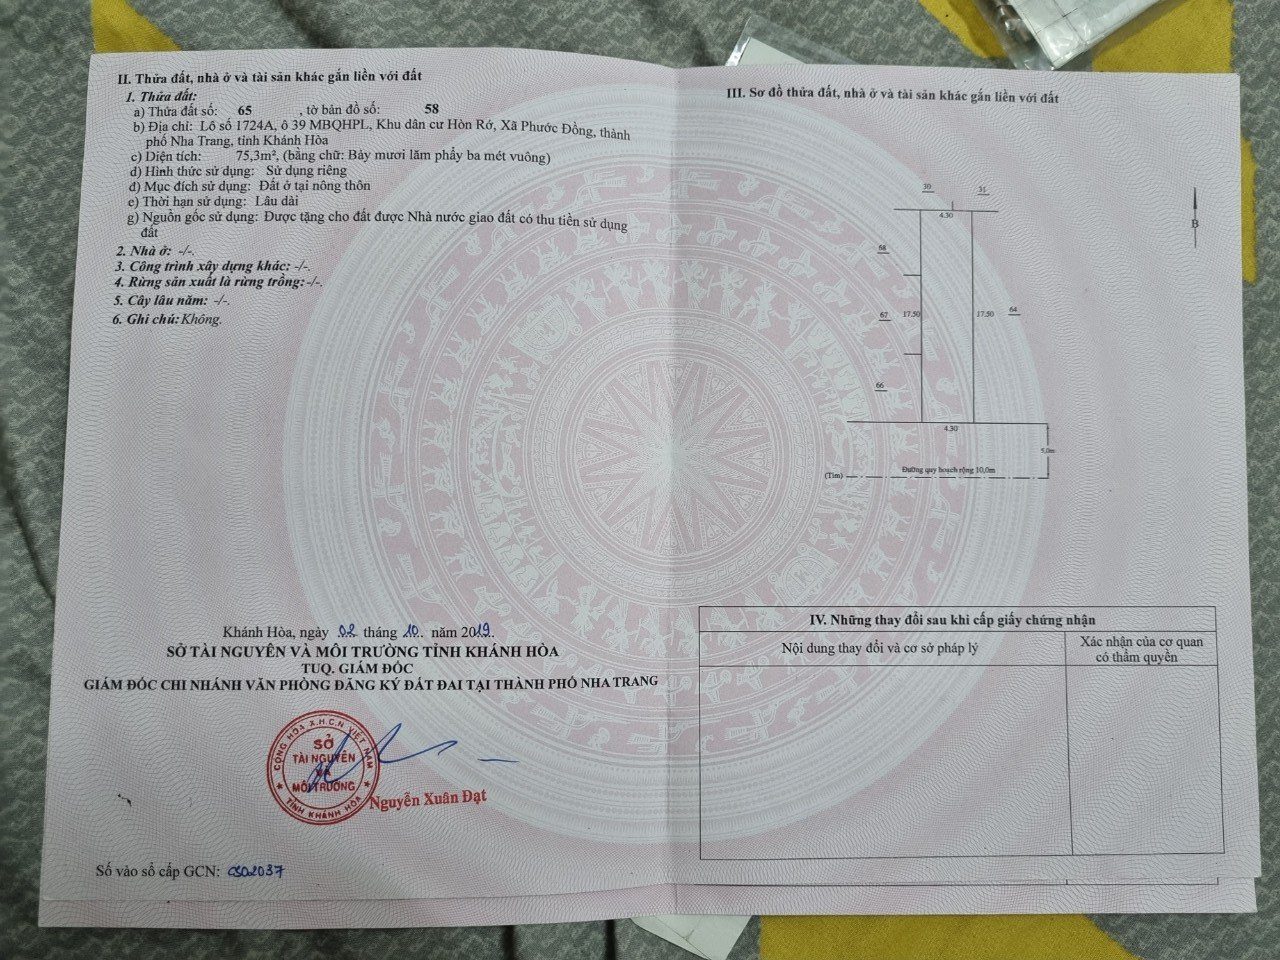 II. Thửa đất, nhà ở và tài sản khác gắn liền với đất
1. Thửa đất:
a) Thửa đất số: 65 , tờ bản đồ số: 58
b) Địa chỉ: Lô số 1724A, ô 39 MBQHPL, Khu dân cư Hòn Rớ, Xã Phước Đồng, thành
phố Nha Trang, tỉnh Khánh Hòa
c) Diện tích: 75,3m², (bằng chữ: Bảy mươi lăm phẩy ba mét vuông)
d) Hình thức sử dụng: Sử dụng riêng
đ) Mục đích sử dụng: Đất ở tại nông thôn
e) Thời hạn sử dụng: Lâu dài
g) Nguồn gốc sử dụng: Được tặng cho đất được Nhà nước giao đất có thu tiền sử dụng
đất
2. Nhà ở: -/-.
3. Công trình xây dựng khác: -/-.
4. Rừng sản xuất là rừng trồng:-/-.
5. Cây lâu năm: -/-.
6. Ghi chú: Không.
Khánh Hòa, ngày 02 tháng 10. năm 2019.
SỞ TÀI NGUYÊN VÀ MÔI TRƯỜNG TỈNH KHÁNH HÒA
TUQ. GIÁM ĐỐC
GIÁM ĐỐC CHI NHÁNH VĂN PHÒNG ĐĂNG KÝ ĐẤT ĐAI TẠI THÀNH PHỐ NHA TRANG
CỘNG HÒA X.H.C.N VIỆT NAM
SỞ
TÀI NGUYÊN
VÀ
MÔI TRƯỜNG
TỈNH KHÁNH HÒA
Nguyễn Xuân Đạt
Số vào sổ cấp GCN: CS02037
III. Sơ đồ thửa đất, nhà ở và tài sản khác gắn liền với đất
39 31
4.30
B
68
67 17.50 17.50 64
66
4.30
5,0m
(Tim) Đường quy hoạch rộng 10,0m
IV. Những thay đổi sau khi cấp giấy chứng nhận
Nội dung thay đổi và cơ sở pháp lý
Xác nhận của cơ quan
có thẩm quyền